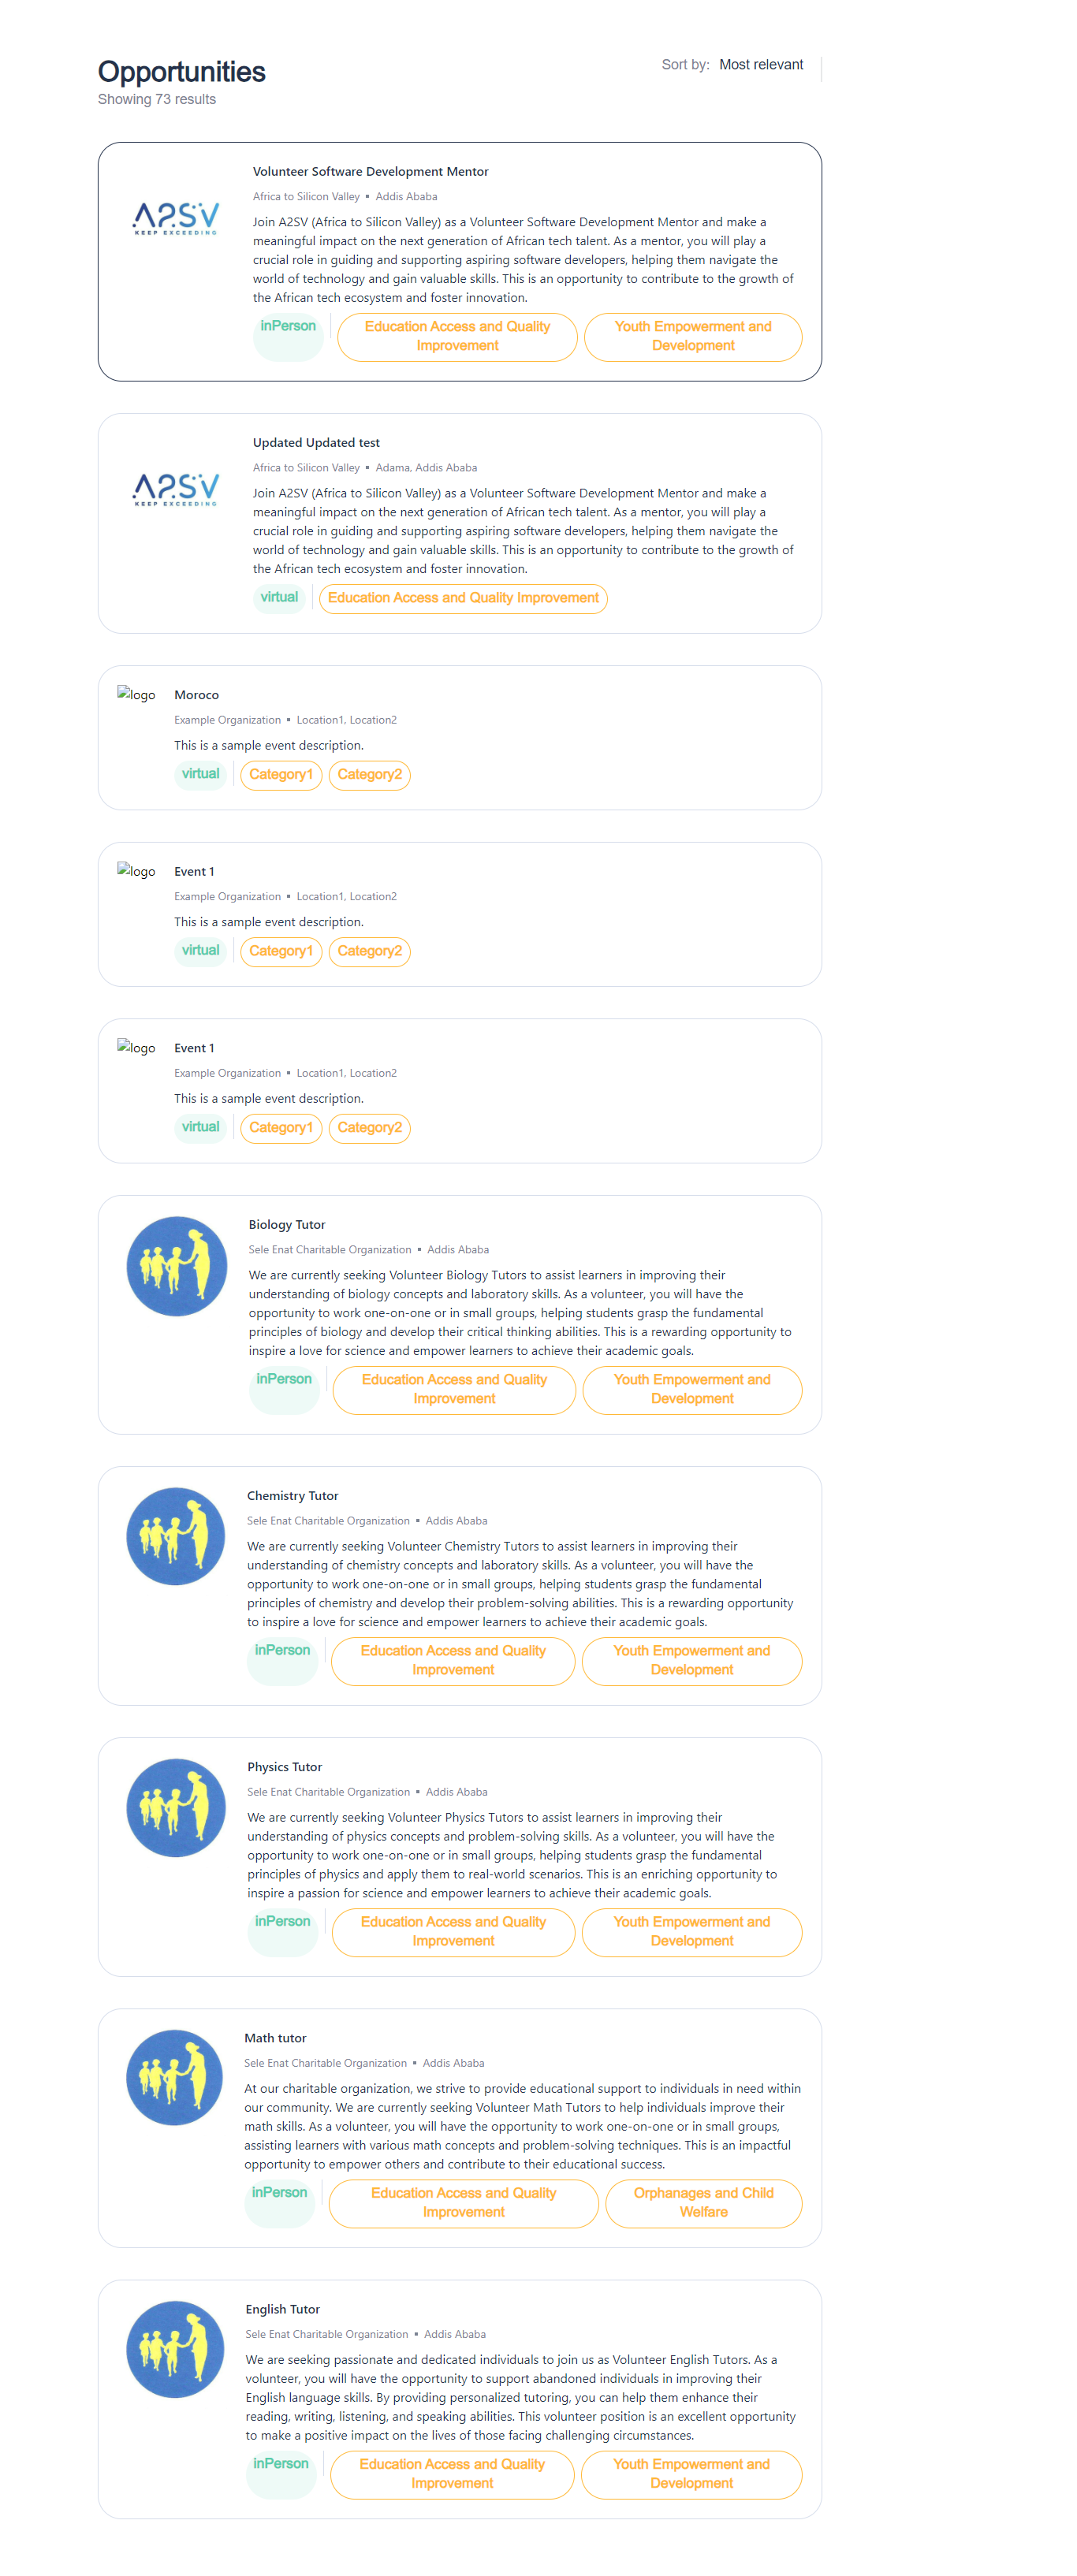 Opportunities
Sort by: Most relevant
Showing 73 results
Volunteer Software Development Mentor
Africa to Silicon Valley ▪ Addis Ababa
A2SV
KEEP EXCEEDING
Join A2SV (Africa to Silicon Valley) as a Volunteer Software Development Mentor and make a
meaningful impact on the next generation of African tech talent. As a mentor, you will play a
crucial role in guiding and supporting aspiring software developers, helping them navigate the
world of technology and gain valuable skills. This is an opportunity to contribute to the growth of
the African tech ecosystem and foster innovation.
inPerson
Education Access and Quality
Improvement
Youth Empowerment and
Development
Updated Updated test
Africa to Silicon Valley ▪ Adama, Addis Ababa
A2SV
KEEP EXCEEDING
Join A2SV (Africa to Silicon Valley) as a Volunteer Software Development Mentor and make a
meaningful impact on the next generation of African tech talent. As a mentor, you will play a
crucial role in guiding and supporting aspiring software developers, helping them navigate the
world of technology and gain valuable skills. This is an opportunity to contribute to the growth of
the African tech ecosystem and foster innovation.
virtual
Education Access and Quality Improvement
logo
Moroco
Example Organization ▪ Location1, Location2
This is a sample event description.
virtual
Category1
Category2
logo
Event 1
Example Organization ▪ Location1, Location2
This is a sample event description.
virtual
Category1
Category2
logo
Event 1
Example Organization ▪ Location1, Location2
This is a sample event description.
virtual
Category1
Category2
Biology Tutor
Sele Enat Charitable Organization ▪ Addis Ababa
We are currently seeking Volunteer Biology Tutors to assist learners in improving their
understanding of biology concepts and laboratory skills. As a volunteer, you will have the
opportunity to work one-on-one or in small groups, helping students grasp the fundamental
principles of biology and develop their critical thinking abilities. This is a rewarding opportunity to
inspire a love for science and empower learners to achieve their academic goals.
inPerson
Education Access and Quality
Improvement
Youth Empowerment and
Development
Chemistry Tutor
Sele Enat Charitable Organization ▪ Addis Ababa
We are currently seeking Volunteer Chemistry Tutors to assist learners in improving their
understanding of chemistry concepts and laboratory skills. As a volunteer, you will have the
opportunity to work one-on-one or in small groups, helping students grasp the fundamental
principles of chemistry and develop their problem-solving abilities. This is a rewarding opportunity
to inspire a love for science and empower learners to achieve their academic goals.
inPerson
Education Access and Quality
Improvement
Youth Empowerment and
Development
Physics Tutor
Sele Enat Charitable Organization ▪ Addis Ababa
We are currently seeking Volunteer Physics Tutors to assist learners in improving their
understanding of physics concepts and problem-solving skills. As a volunteer, you will have the
opportunity to work one-on-one or in small groups, helping students grasp the fundamental
principles of physics and apply them to real-world scenarios. This is an enriching opportunity to
inspire a passion for science and empower learners to achieve their academic goals.
inPerson
Education Access and Quality
Improvement
Youth Empowerment and
Development
Math tutor
Sele Enat Charitable Organization ▪ Addis Ababa
At our charitable organization, we strive to provide educational support to individuals in need within
our community. We are currently seeking Volunteer Math Tutors to help individuals improve their
math skills. As a volunteer, you will have the opportunity to work one-on-one or in small groups,
assisting learners with various math concepts and problem-solving techniques. This is an impactful
opportunity to empower others and contribute to their educational success.
inPerson
Education Access and Quality
Improvement
Orphanages and Child
Welfare
English Tutor
Sele Enat Charitable Organization ▪ Addis Ababa
We are seeking passionate and dedicated individuals to join us as Volunteer English Tutors. As a
volunteer, you will have the opportunity to support abandoned individuals in improving their
English language skills. By providing personalized tutoring, you can help them enhance their
reading, writing, listening, and speaking abilities. This volunteer position is an excellent opportunity
to make a positive impact on the lives of those facing challenging circumstances.
inPerson
Education Access and Quality
Improvement
Youth Empowerment and
Development